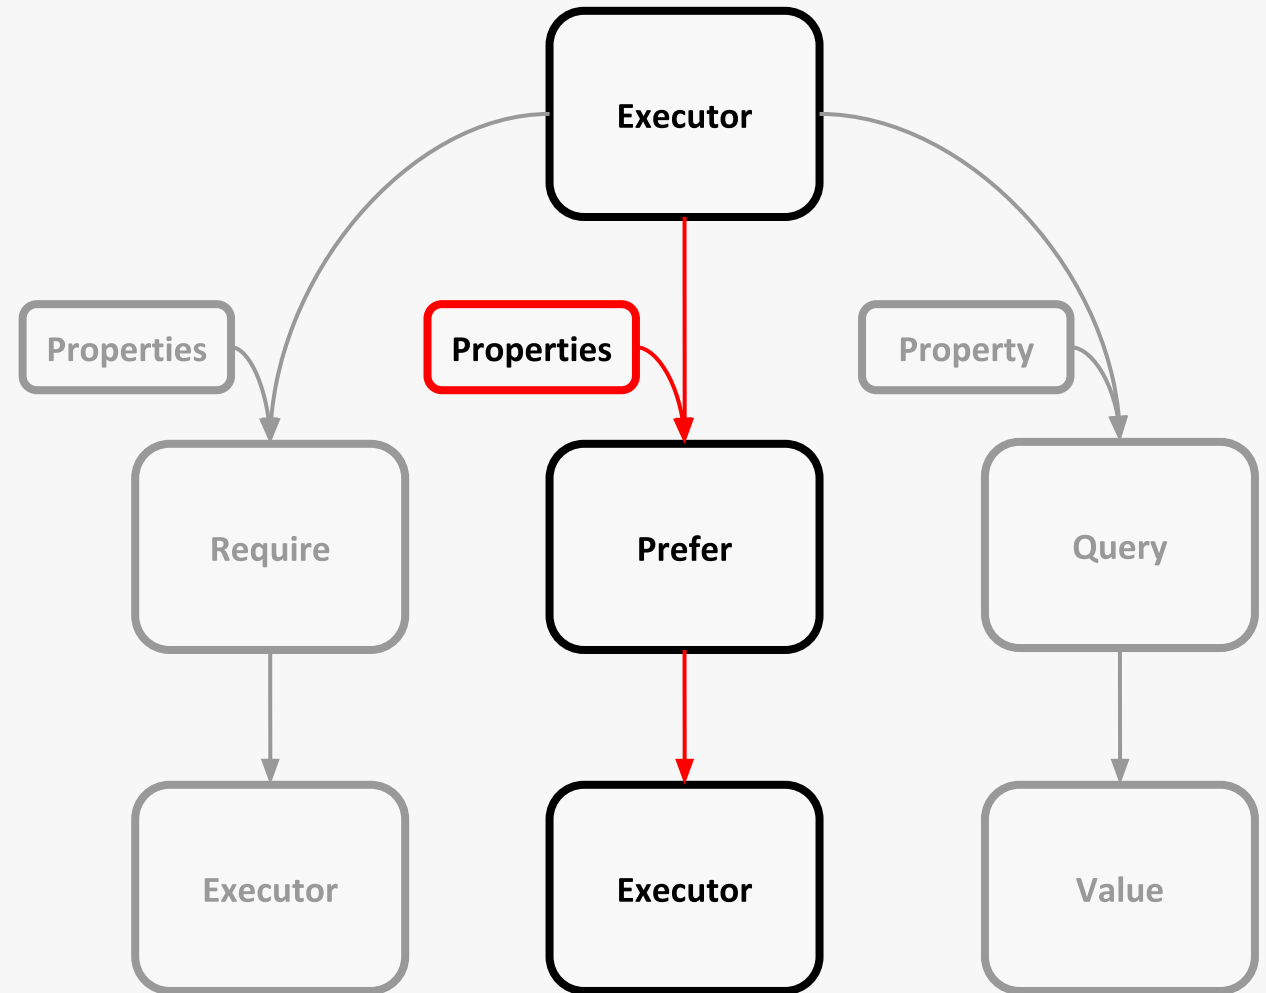 Executor
Properties
Properties
Property
Require
Prefer
Query
Executor
Executor
Value